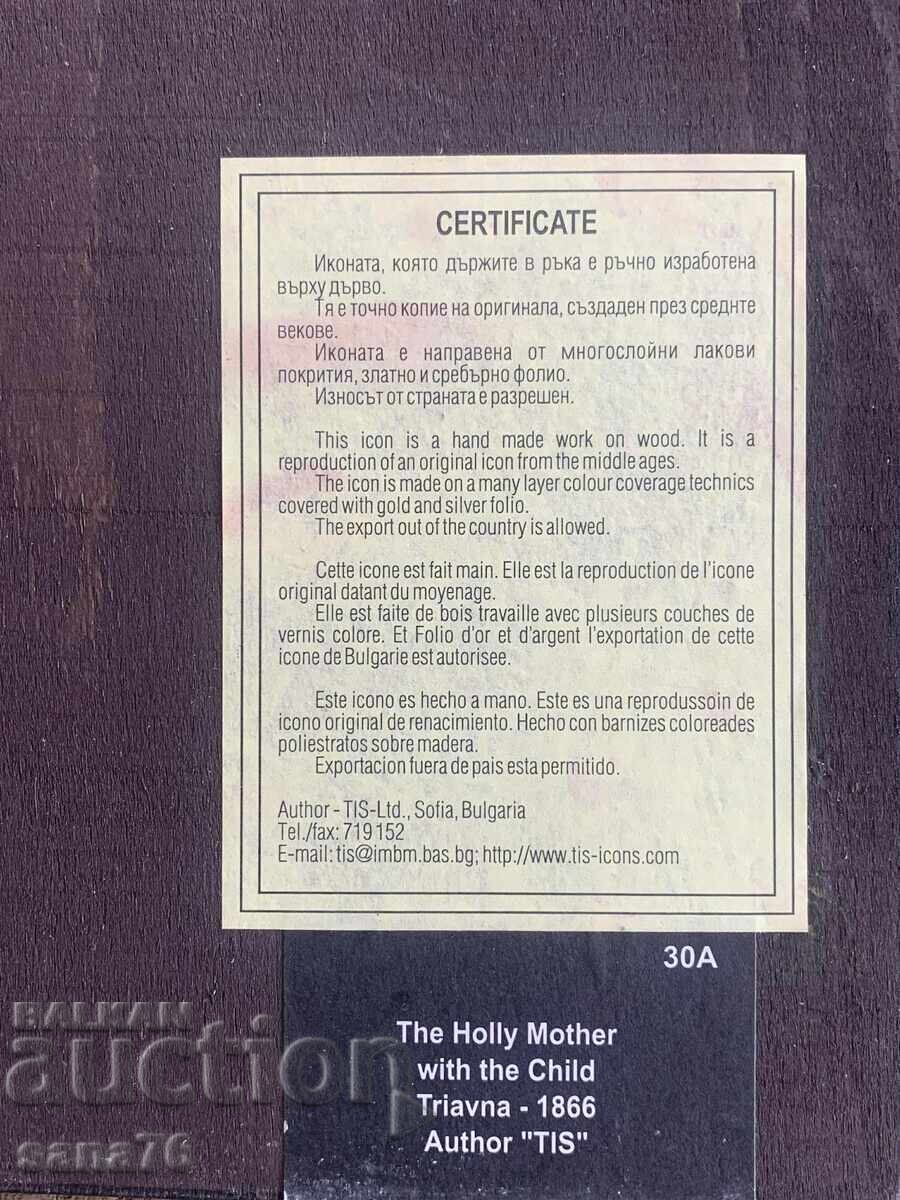 CERTIFICATE
Иконата, която държите в ръка е ръчно изработена
върху дърво.
Тя е точно копие на оригинала, създаден през среднте
векове.
Иконата е направена от многослойни лакови
покрития, златно и сребърно фолио.
Износът от страната е разрешен.
This icon is a hand made work on wood. It is a
reproduction of an original icon from the middle ages.
The icon is made on a many layer colour coverage technics
covered with gold and silver folio.
The export out of the country is allowed.
Cette icone est fait main. Elle est la reproduction de l'icone
original datant du moyenage.
Elle est faite de bois travaille avec plusieurs couches de
vernis colore. Et Folio d'or et d'argent l'exportation de cette
icone de Bulgarie est autorisee.
Este icono es hecho a mano. Este es una reprodussoin de
icono original de renacimiento. Hecho con barnizes coloreades
poliestratos sobre madera.
Exportacion fuera de pais esta permitido.
Author - TIS-Ltd., Sofia, Bulgaria
Tel./fax: 719 152
E-mail: tis@imbm.bas.bg; http://www.tis-icons.com
30A
The Holly Mother
with the Child
Triavna - 1866
Author "TIS"
BALKAN
auction
sana76